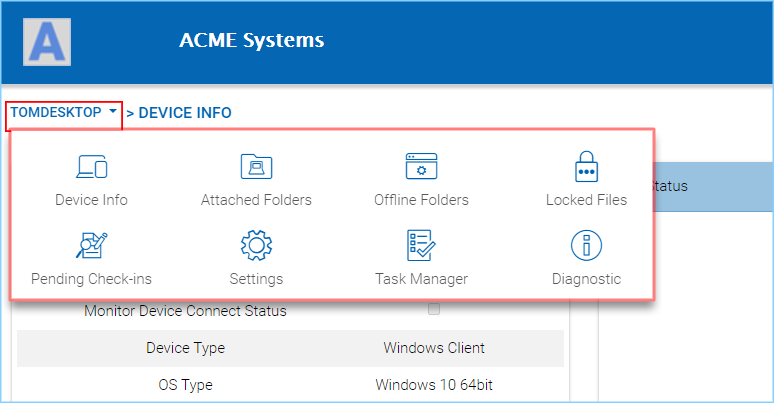 A
ACME Systems
TOMDESKTOP > DEVICE INFO
Device Info Attached Folders Offline Folders Locked Files
Status
Pending Check-ins Settings Task Manager Diagnostic
Monitor Device Connect Status
Device Type Windows Client
OS Type Windows 10 64bit